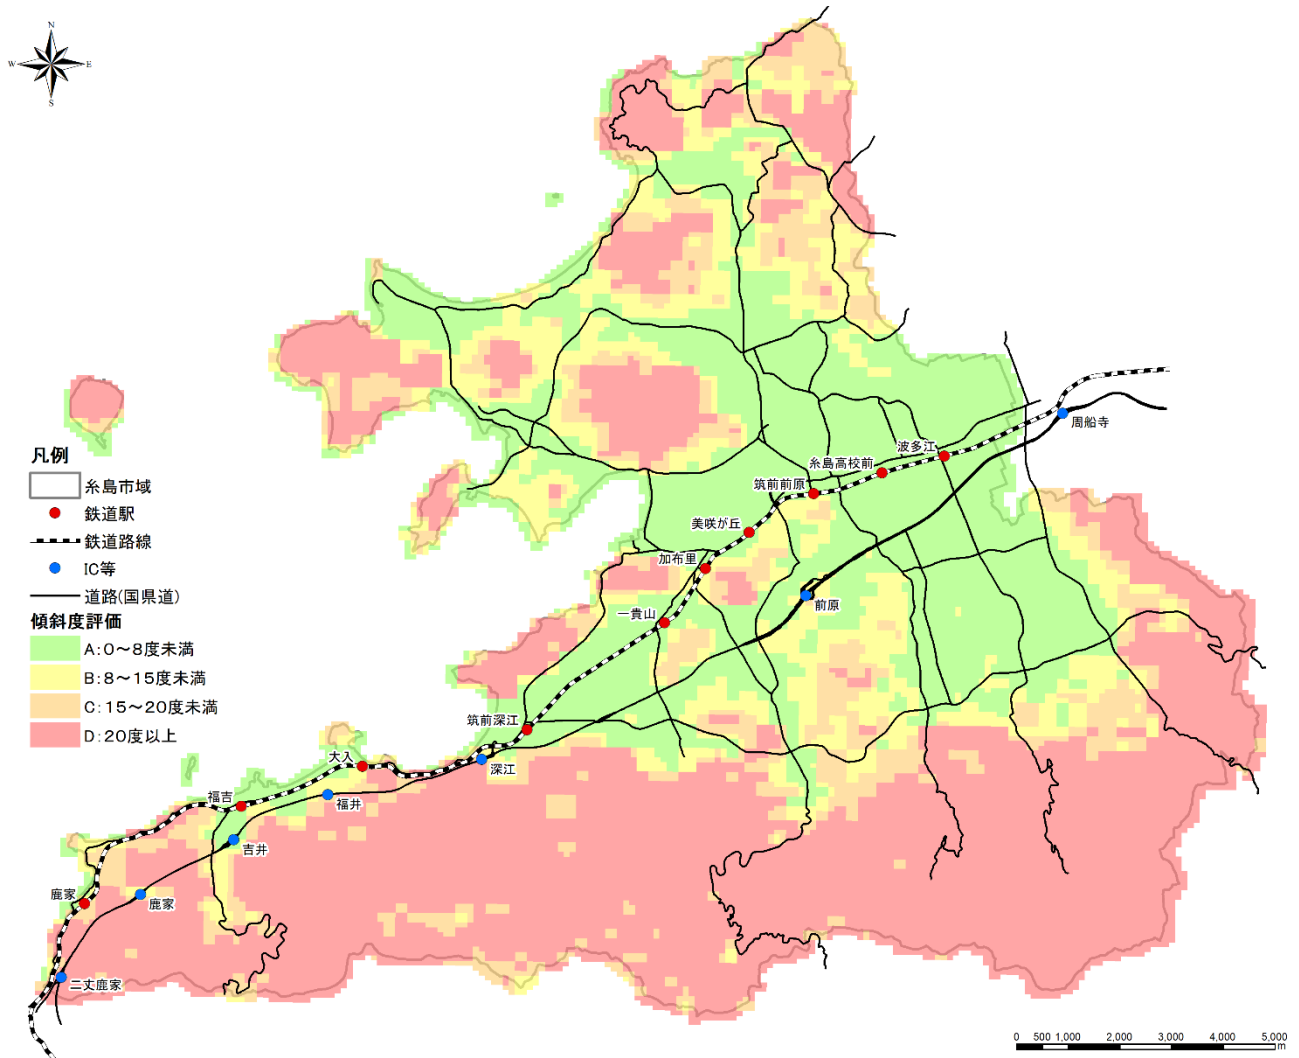 N
W
E
S
周船寺
波多江
糸島高校前
筑前前原
美咲が丘
加布里
前原
一貴山
筑前深江
深江
大入
福井
福吉
吉井
鹿家
鹿家
二丈鹿家
凡例
糸島市域
鉄道駅
鉄道路線
IC等
道路(国県道)
傾斜度評価
A:0~8度未満
B:8~15度未満
C:15~20度未満
D:20度以上
0 500 1,000 2,000 3,000 4,000 5,000
m